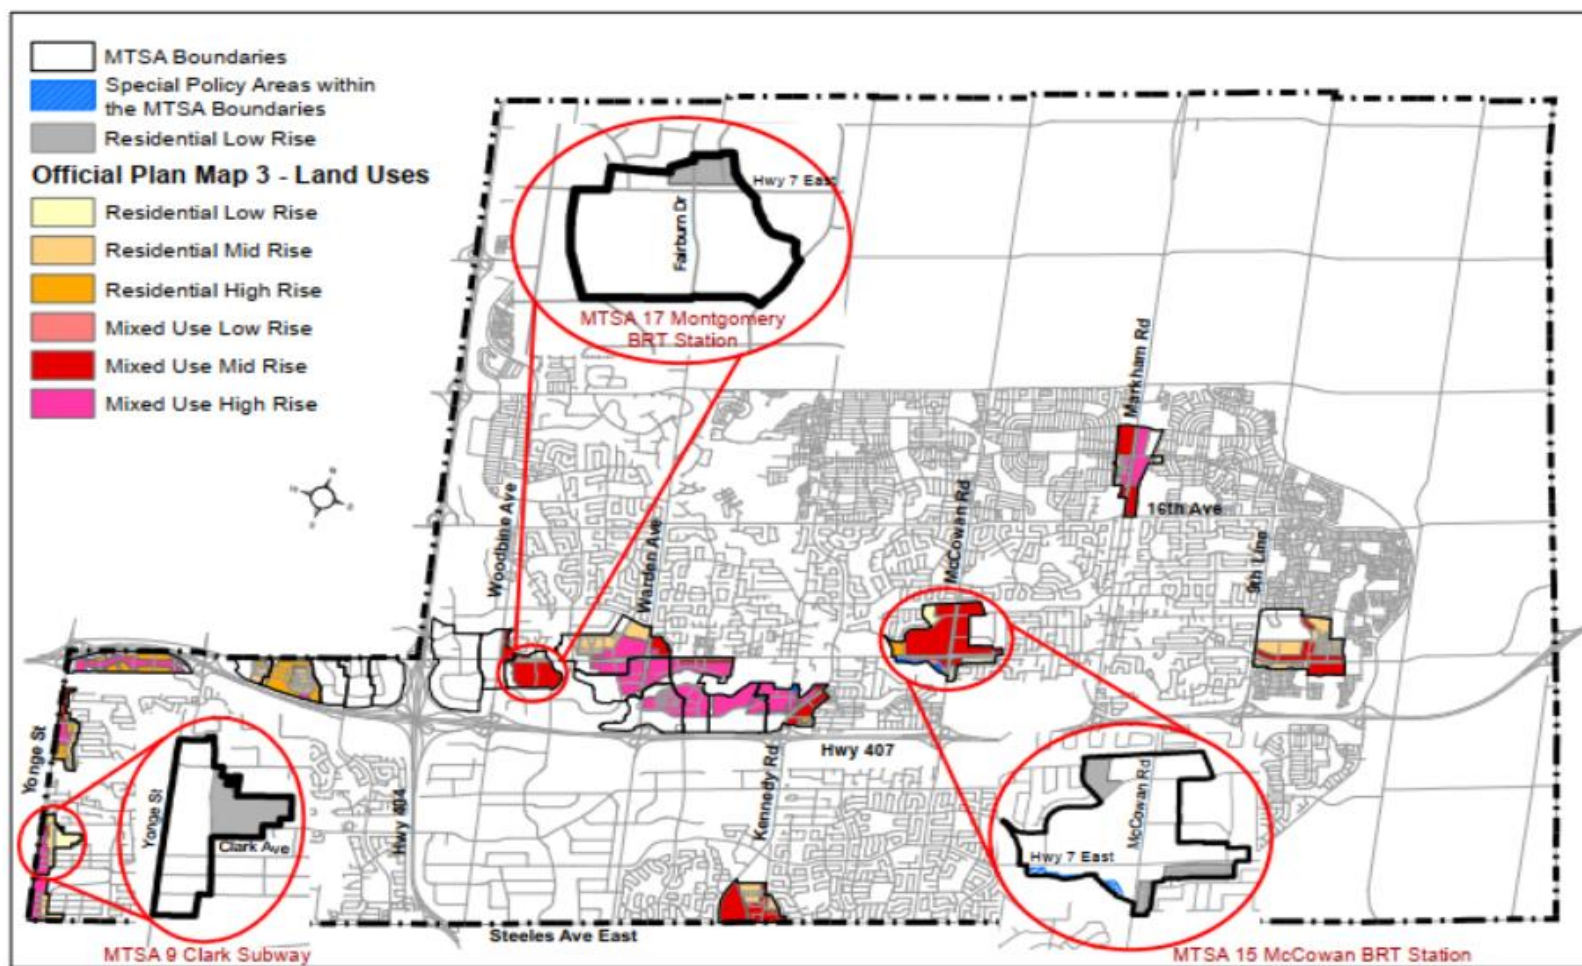 MTSA Boundaries
Special Policy Areas within
the MTSA Boundaries
Residential Low Rise
Official Plan Map 3 - Land Uses
Residential Low Rise
Residential Mid Rise
Residential High Rise
Mixed Use Low Rise
Mixed Use Mid Rise
Mixed Use High Rise
Hwy 7 East
Fairburn Dr
MTSA 17 Montgomery
BRT Station
Markham Rd
Woodbine Ave
Warden Ave
McCowan Rd
16th Ave
9th Line
Yonge St
Hwy 404
Hwy 407
Kennedy Rd
Steeles Ave East
Yonge St
Clark Ave
MTSA 9 Clark Subway
McCowan Rd
Hwy 7 East
MTSA 15 McCowan BRT Station